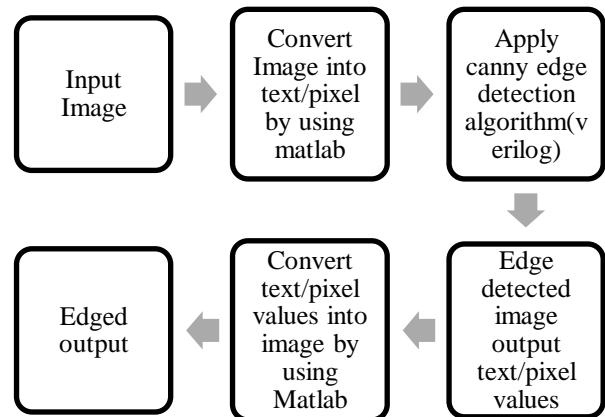 Input
Image
Convert
Image into
text/pixel
by using
matlab
Apply
canny edge
detection
algorithm(v
erilog)
Edge
detected
image
output
text/pixel
values
Convert
text/pixel
values into
image by
using
Matlab
Edged
output